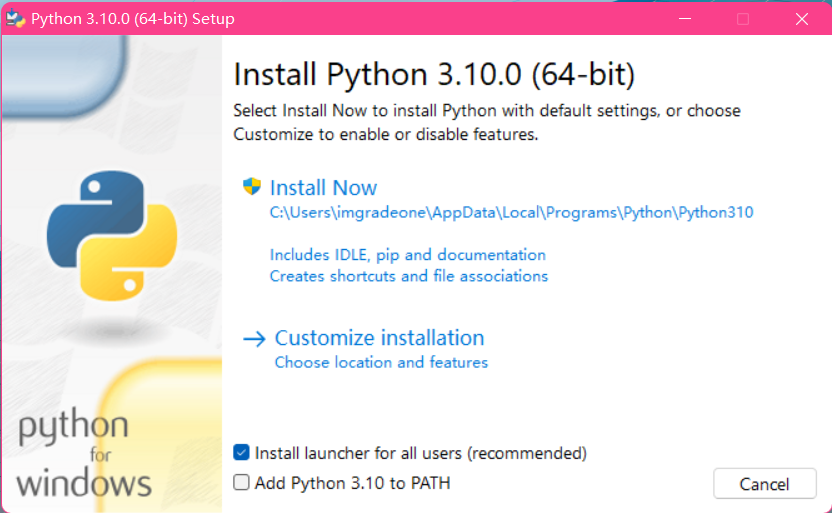 Python 3.10.0 (64-bit) Setup
Install Python 3.10.0 (64-bit)
Select Install Now to install Python with default settings, or choose
Customize to enable or disable features.
Install Now
C:\Users\imgradeone\AppData\Local\Programs\Python\Python310
Includes IDLE, pip and documentation
Creates shortcuts and file associations
Customize installation
Choose location and features
python
for
windows
Install launcher for all users (recommended)
Add Python 3.10 to PATH
Cancel